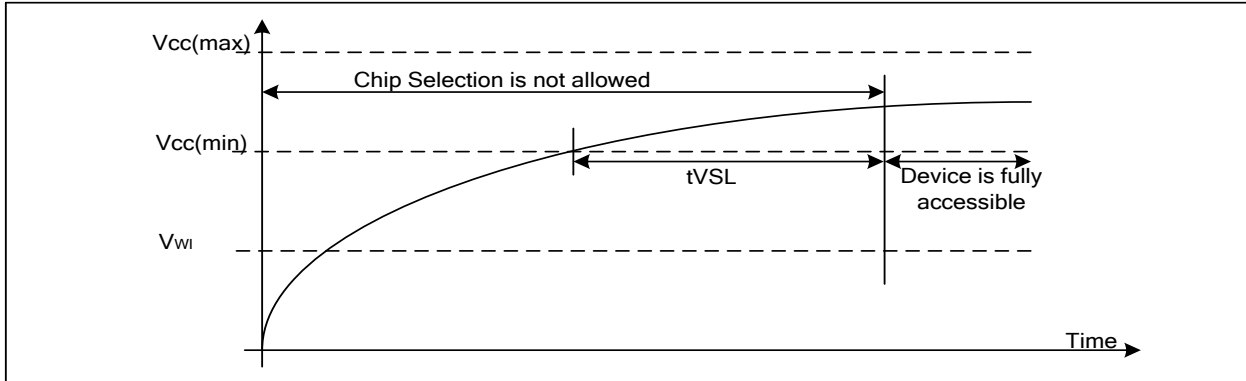 Vcc(max)
Chip Selection is not allowed
Vcc(min)
tVSL
Device is fully
accessible
VWI
Time